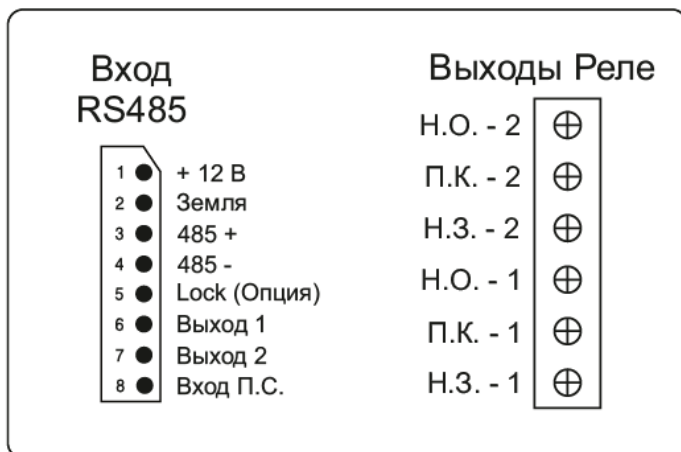 Вход
RS485
1 + 12 В
2 Земля
3 485 +
4 485 -
5 Lock (Опция)
6 Выход 1
7 Выход 2
8 Вход П.С.
Выходы Реле
Н.О. - 2
П.К. - 2
Н.З. - 2
Н.О. - 1
П.К. - 1
Н.З. - 1